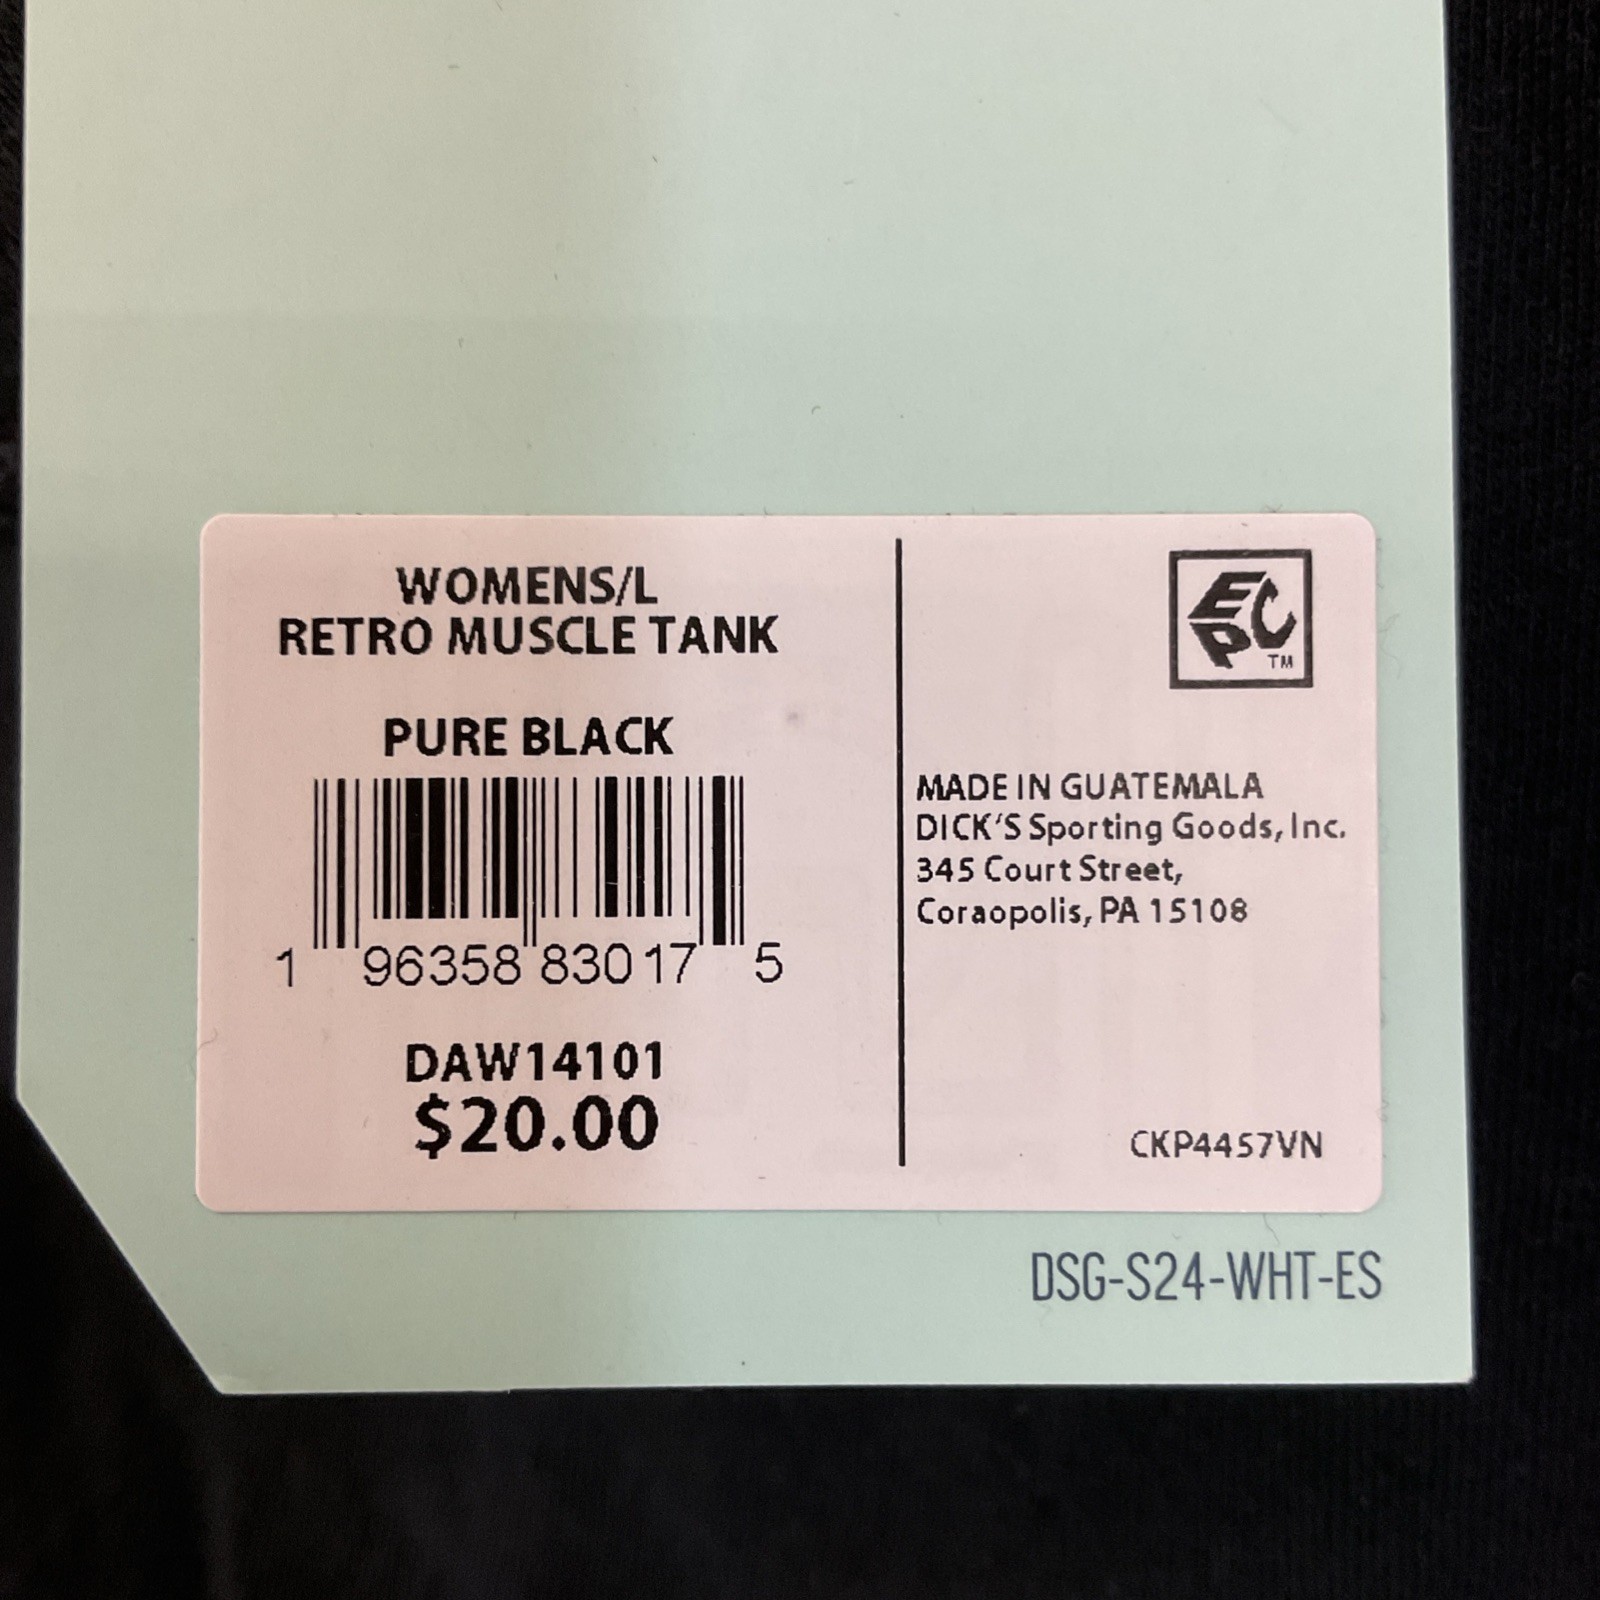 WOMENS/L
RETRO MUSCLE TANK
PURE BLACK
1 96358 83017 5
DAW14101
$20.00
EPC
TM
MADE IN GUATEMALA
DICK'S Sporting Goods, Inc.
345 Court Street,
Coraopolis, PA 15108
CKP4457VN
DSG-S24-WHT-ES